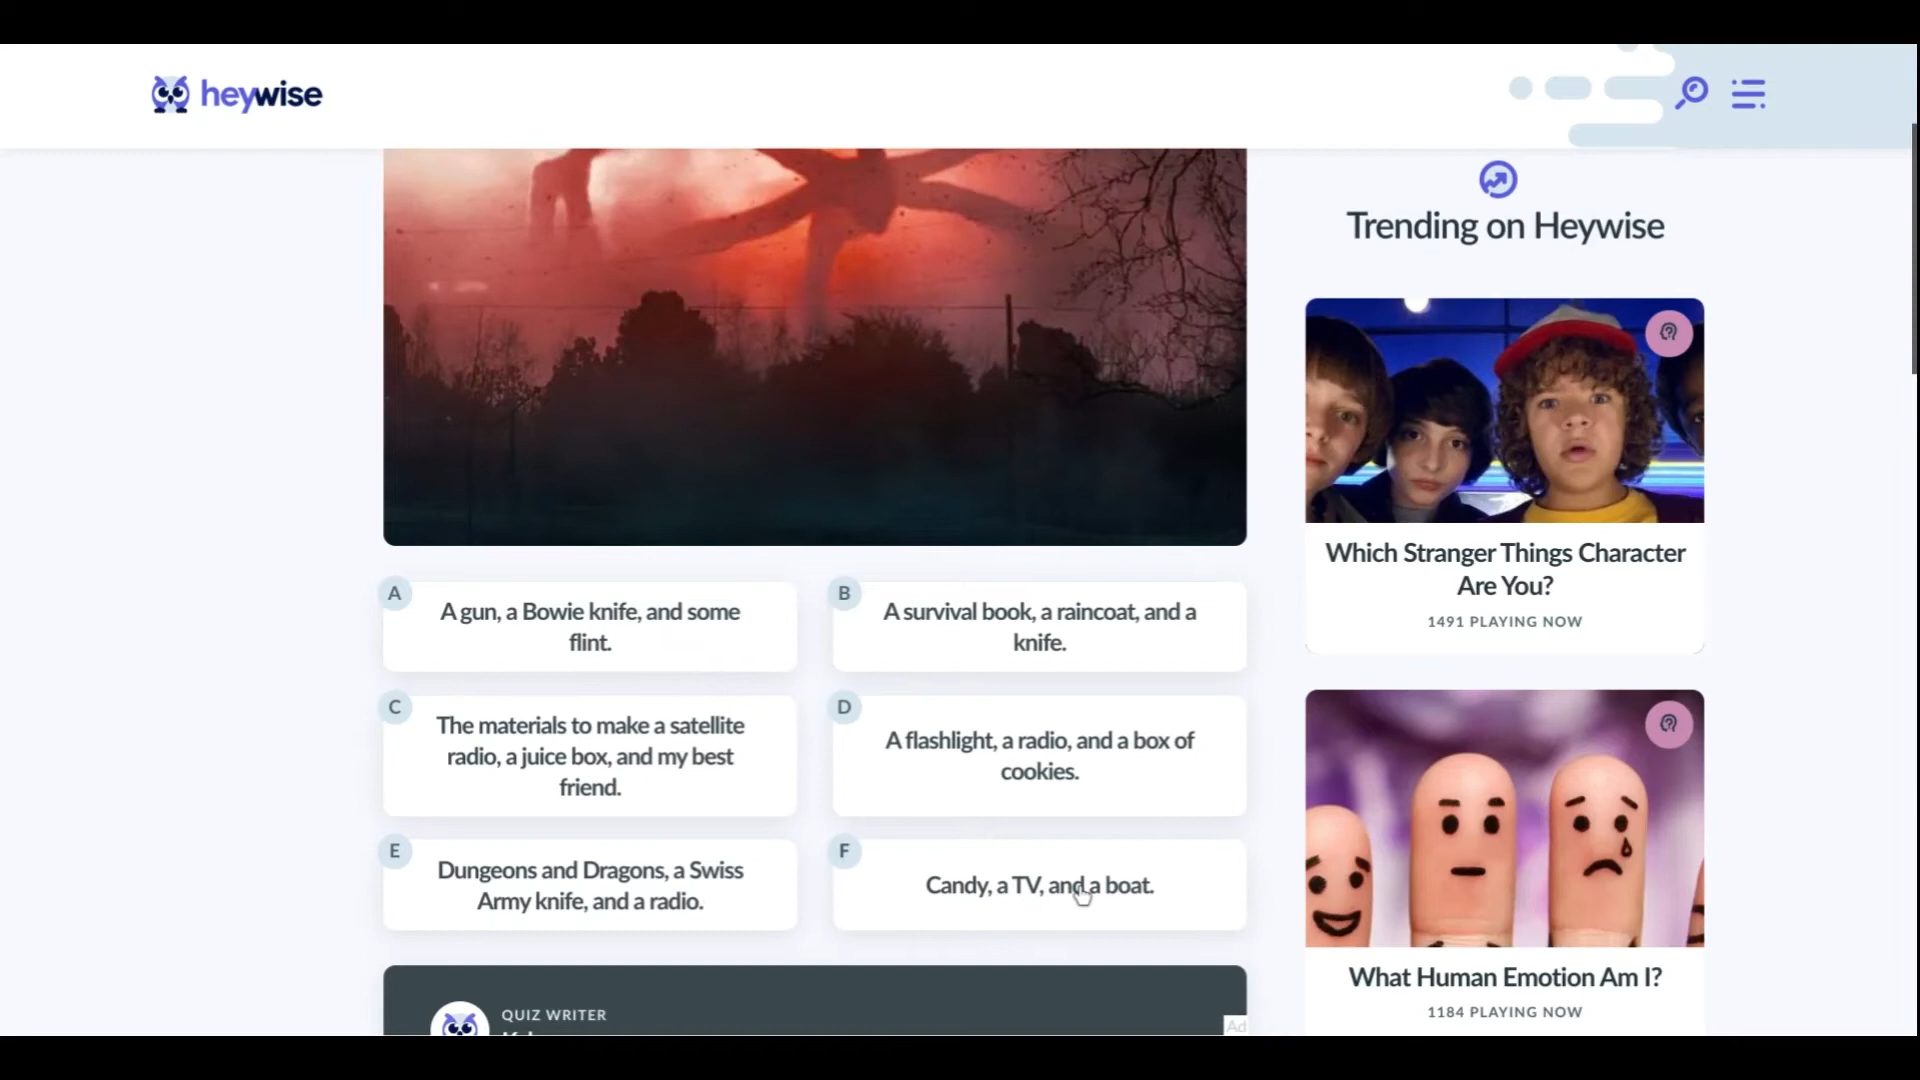 heywise
Trending on Heywise
A
A gun, a Bowie knife, and some
flint.
B
A survival book, a raincoat, and a
knife.
C
The materials to make a satellite
radio, a juice box, and my best
friend.
D
A flashlight, a radio, and a box of
cookies.
E
Dungeons and Dragons, a Swiss
Army knife, and a radio.
F
Candy, a TV, and a boat.
QUIZ WRITER
Ad
Which Stranger Things Character
Are You?
1491 PLAYING NOW
What Human Emotion Am I?
1184 PLAYING NOW